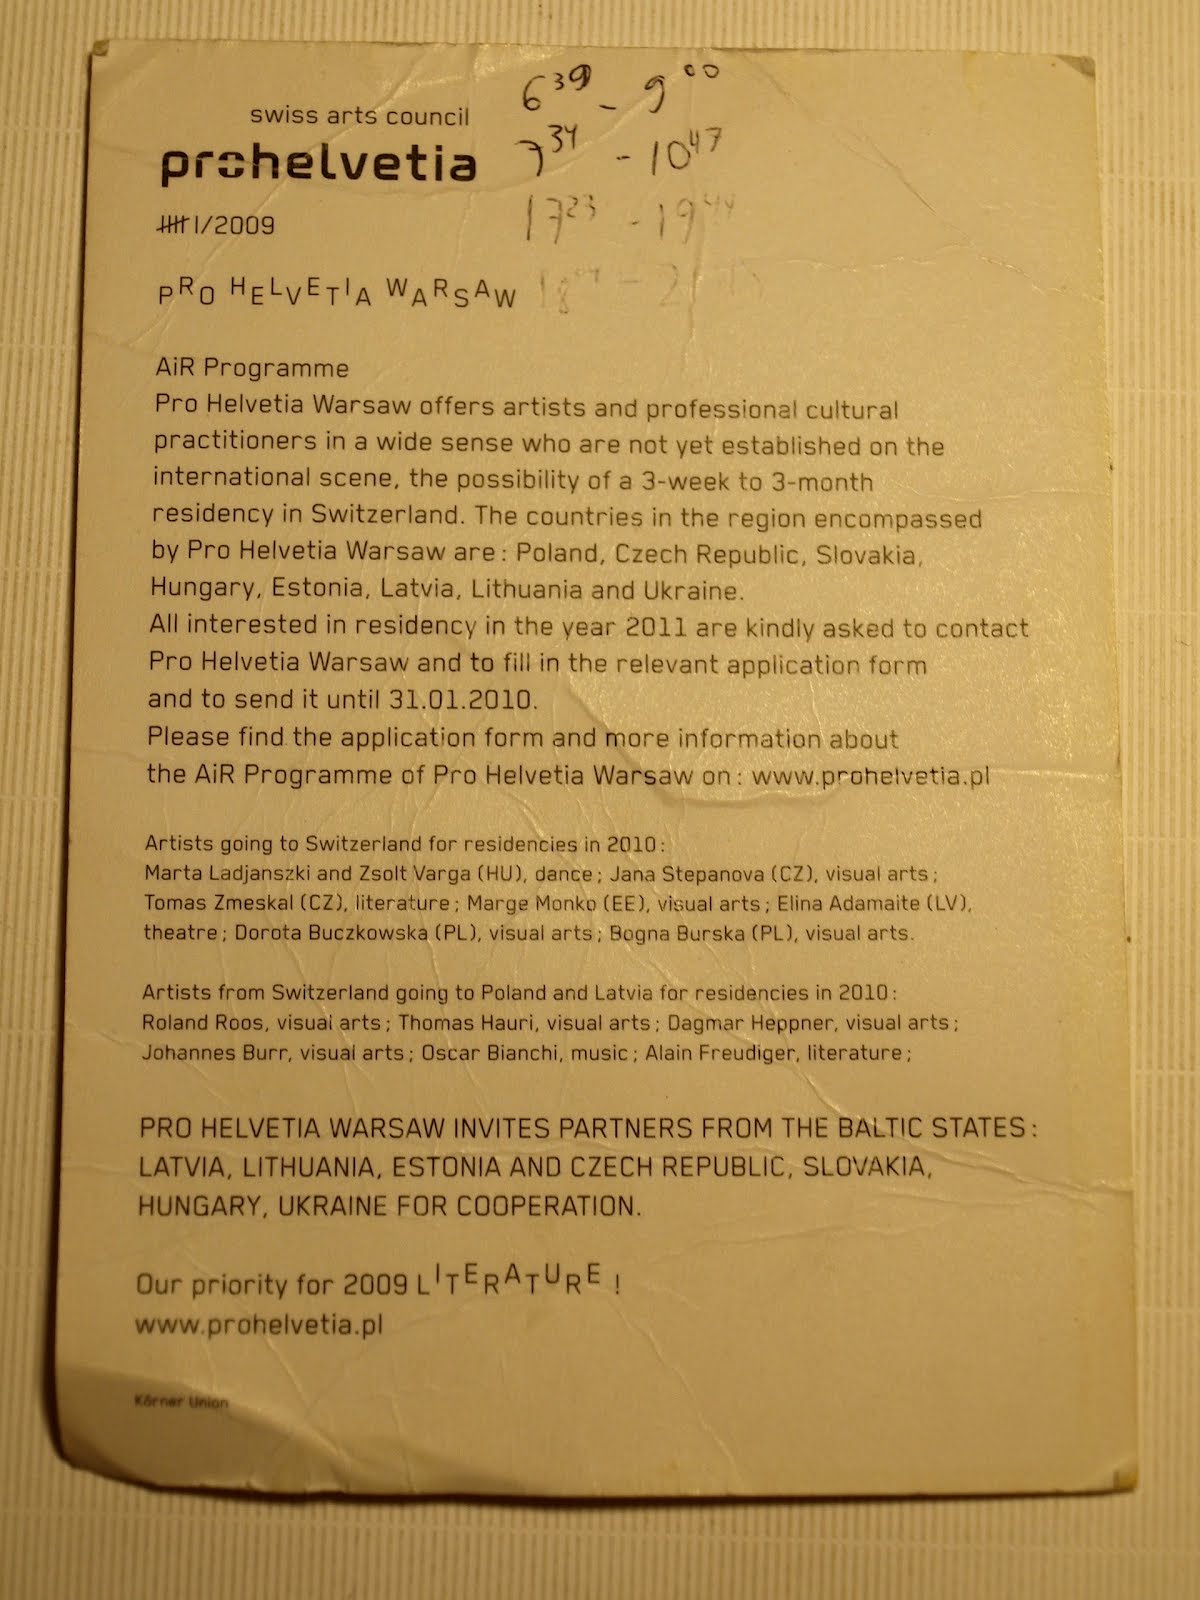 6³⁹ - 9⁰⁰
swiss arts council
prohelvetia
7³⁴ - 10⁴⁷
卌 I/2009
17²³ - 19⁴⁴
PRO HELVETIA WARSAW
AiR Programme
Pro Helvetia Warsaw offers artists and professional cultural
practitioners in a wide sense who are not yet established on the
international scene, the possibility of a 3-week to 3-month
residency in Switzerland. The countries in the region encompassed
by Pro Helvetia Warsaw are: Poland, Czech Republic, Slovakia,
Hungary, Estonia, Latvia, Lithuania and Ukraine.
All interested in residency in the year 2011 are kindly asked to contact
Pro Helvetia Warsaw and to fill in the relevant application form
and to send it until 31.01.2010.
Please find the application form and more information about
the AiR Programme of Pro Helvetia Warsaw on: www.prohelvetia.pl
Artists going to Switzerland for residencies in 2010:
Marta Ladjanszki and Zsolt Varga (HU), dance; Jana Stepanova (CZ), visual arts;
Tomas Zmeskal (CZ), literature; Marge Monko (EE), visual arts; Elina Adamaite (LV),
theatre; Dorota Buczkowska (PL), visual arts; Bogna Burska (PL), visual arts.
Artists from Switzerland going to Poland and Latvia for residencies in 2010:
Roland Roos, visual arts; Thomas Hauri, visual arts; Dagmar Heppner, visual arts;
Johannes Burr, visual arts; Oscar Bianchi, music; Alain Freudiger, literature;
PRO HELVETIA WARSAW INVITES PARTNERS FROM THE BALTIC STATES:
LATVIA, LITHUANIA, ESTONIA AND CZECH REPUBLIC, SLOVAKIA,
HUNGARY, UKRAINE FOR COOPERATION.
Our priority for 2009 LITERATURE!
www.prohelvetia.pl
Körner Union